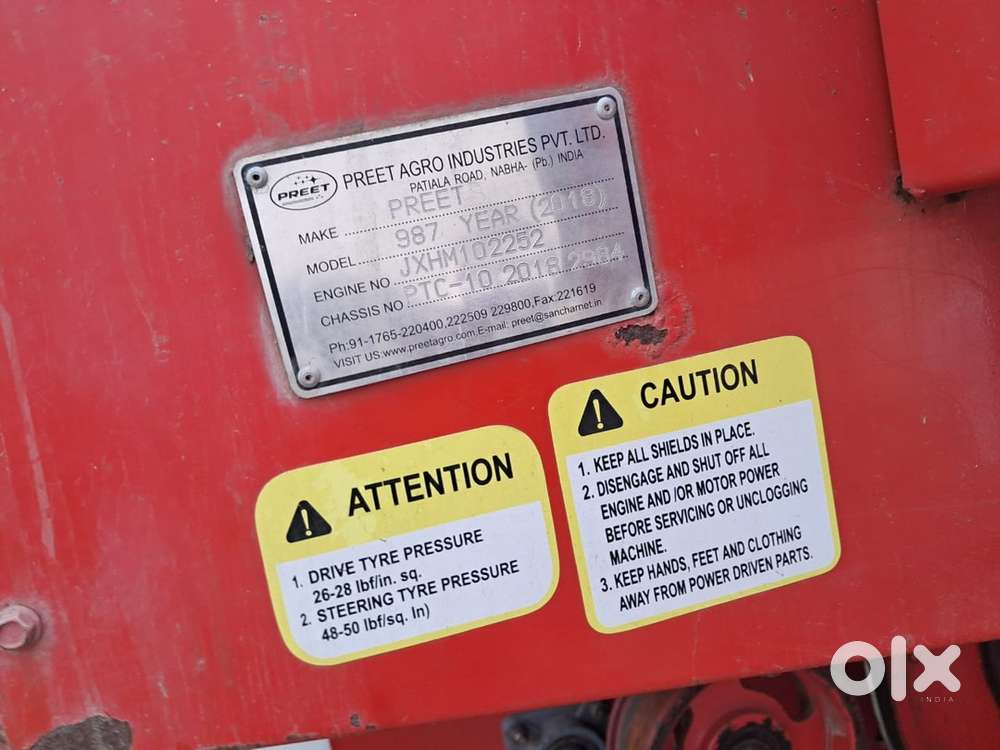 PREET
PREET AGRO INDUSTRIES PVT. LTD.
PATIALA ROAD, NABHA- (Pb.) INDIA
MAKE PREET
MODEL 987 YEAR (2018)
ENGINE NO JXHM102252
CHASSIS NO PTC-10 2018 2984
Ph:91-1765-220400,222509 229800,Fax:221619
VISIT US:www.preetagro.com,E-mail: preet@sancharnet.in
ATTENTION
1. DRIVE TYRE PRESSURE
26-28 lbf/in. sq.
2. STEERING TYRE PRESSURE
48-50 lbf/sq. In)
CAUTION
1. KEEP ALL SHIELDS IN PLACE.
2. DISENGAGE AND SHUT OFF ALL
ENGINE AND /OR MOTOR POWER
BEFORE SERVICING OR UNCLOGGING
MACHINE.
3. KEEP HANDS, FEET AND CLOTHING
AWAY FROM POWER DRIVEN PARTS.
olx
INDIA